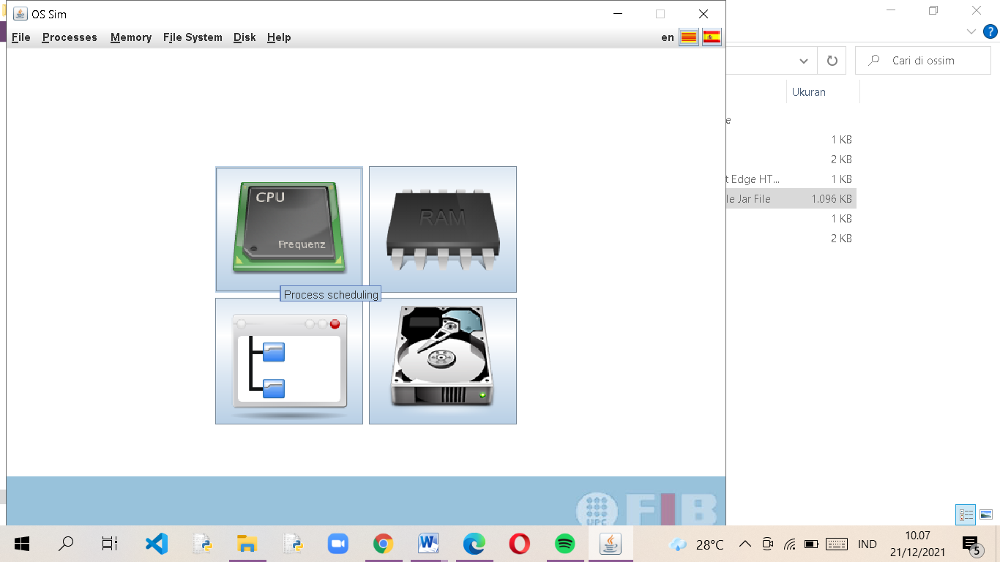 OS Sim
File Processes Memory File System Disk Help en
Cari di ossim
Ukuran
e
1 KB
2 KB
t Edge HT... 1 KB
le Jar File 1.096 KB
1 KB
2 KB
CPU
Frequenz
RAM
Process scheduling
UPC
FIB
28°C
IND
10.07
21/12/2021
5